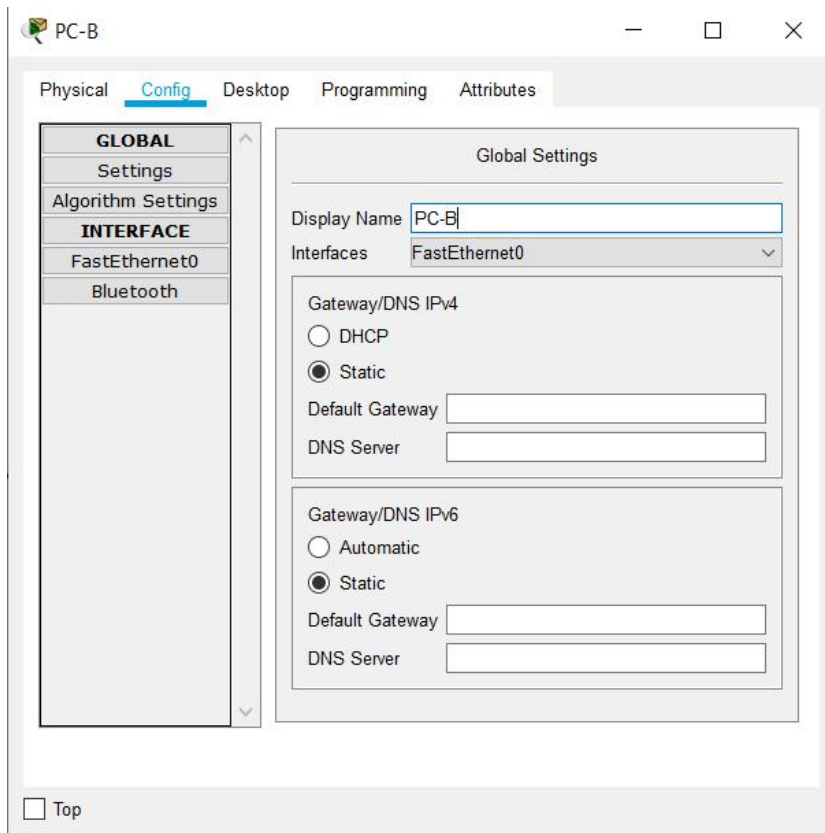 PC-B
Physical Config Desktop Programming Attributes
GLOBAL
Settings
Algorithm Settings
INTERFACE
FastEthernet0
Bluetooth
Global Settings
Display Name PC-B
Interfaces FastEthernet0
Gateway/DNS IPv4
DHCP
Static
Default Gateway
DNS Server
Gateway/DNS IPv6
Automatic
Static
Default Gateway
DNS Server
Top